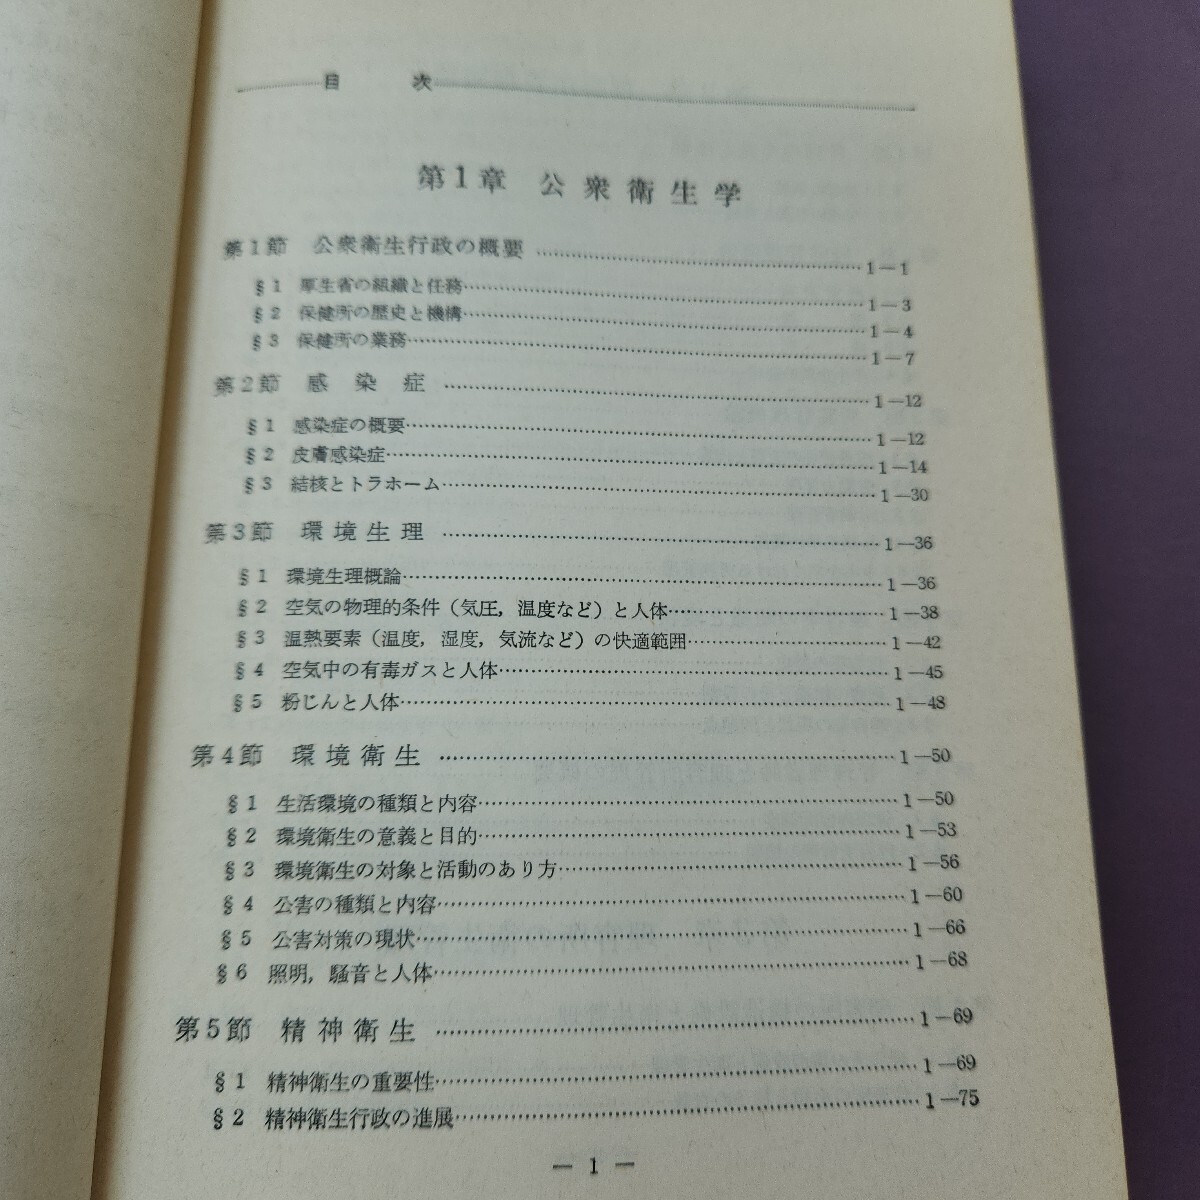 目次
第1章 公衆衛生学
第1節 公衆衛生行政の概要……1―1
§1 厚生省の組織と任務……1―3
§2 保健所の歴史と機構……1―4
§3 保健所の業務……1―7
第2節 感染症……1―12
§1 感染症の概要……1―12
§2 皮膚感染症……1―14
§3 結核とトラホーム……1―30
第3節 環境生理……1―36
§1 環境生理概論……1―36
§2 空気の物理的条件（気圧，温度など）と人体……1―38
§3 温熱要素（温度，湿度，気流など）の快適範囲……1―42
§4 空気中の有毒ガスと人体……1―45
§5 粉じんと人体……1―48
第4節 環境衛生……1―50
§1 生活環境の種類と内容……1―50
§2 環境衛生の意義と目的……1―53
§3 環境衛生の対象と活動のあり方……1―56
§4 公害の種類と内容……1―60
§5 公害対策の現状……1―66
§6 照明，騒音と人体……1―68
第5節 精神衛生……1―69
§1 精神衛生の重要性……1―69
§2 精神衛生行政の進展……1―75
― 1 ―